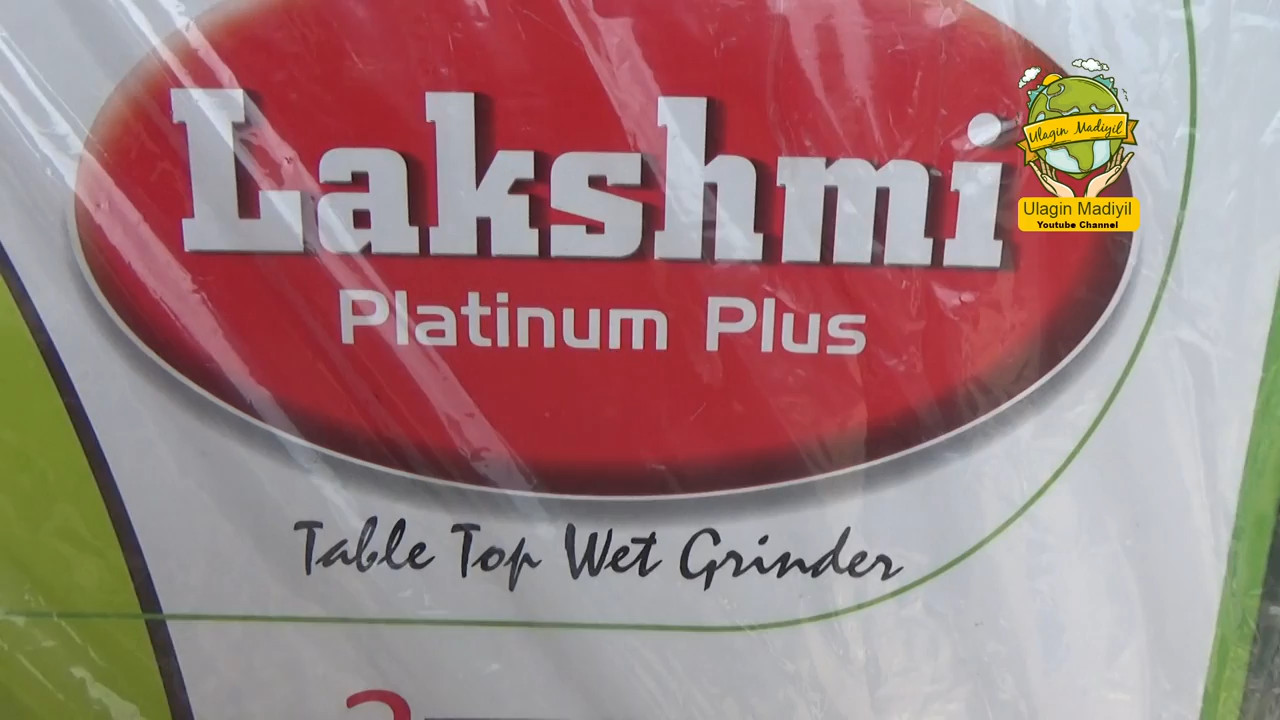 Lakshmi
Platinum Plus
Table Top Wet Grinder
Ulagin Madiyil
Ulagin Madiyil
Youtube Channel